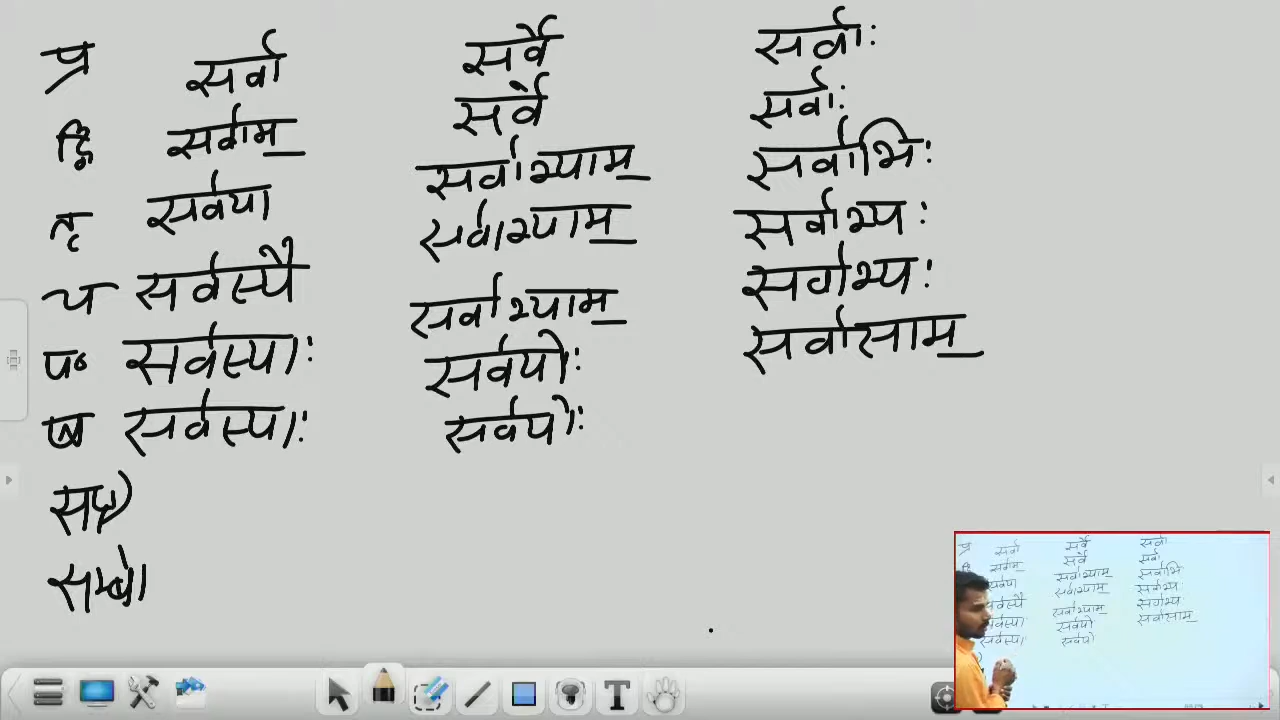 प्र सर्वा सर्वे सर्वाः
द्वि सर्वाम् सर्वे सर्वाः
तृ सर्वया सर्वाभ्याम् सर्वाभिः
च सर्वस्यै सर्वाभ्याम् सर्वाभ्यः
प० सर्वस्याः सर्वाभ्याम् सर्वाभ्यः
ष सर्वस्याः सर्वयोः सर्वासाम्
सर्वयोः
सम्बो